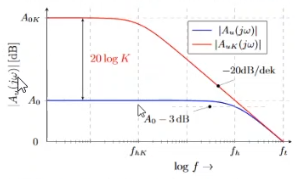 A₀K
|Aᵤ(jω)|
|AᵤK(jω)|
20 log K
−20dB/dek
|Aᵤ(jω)| [dB]
A₀
A₀ − 3 dB
0
fₕK
fₕ
fₜ
log f →